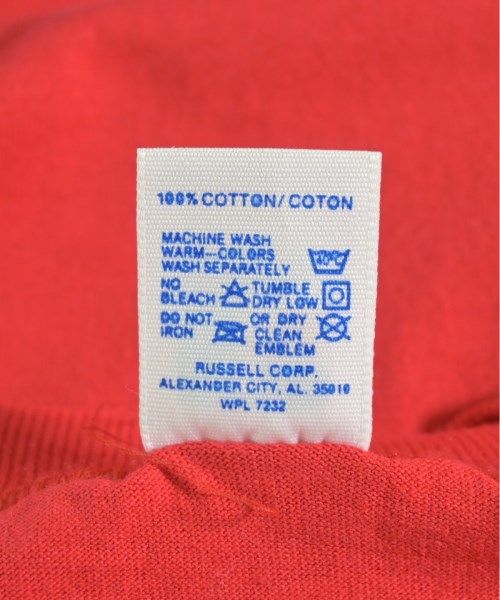 100% COTTON/COTON
MACHINE WASH
WARM-COLORS
WASH SEPARATELY
NO BLEACH
TUMBLE DRY LOW
DO NOT IRON
OR DRY CLEAN EMBLEM
RUSSELL CORP.
ALEXANDER CITY, AL. 35010
WPL 7232